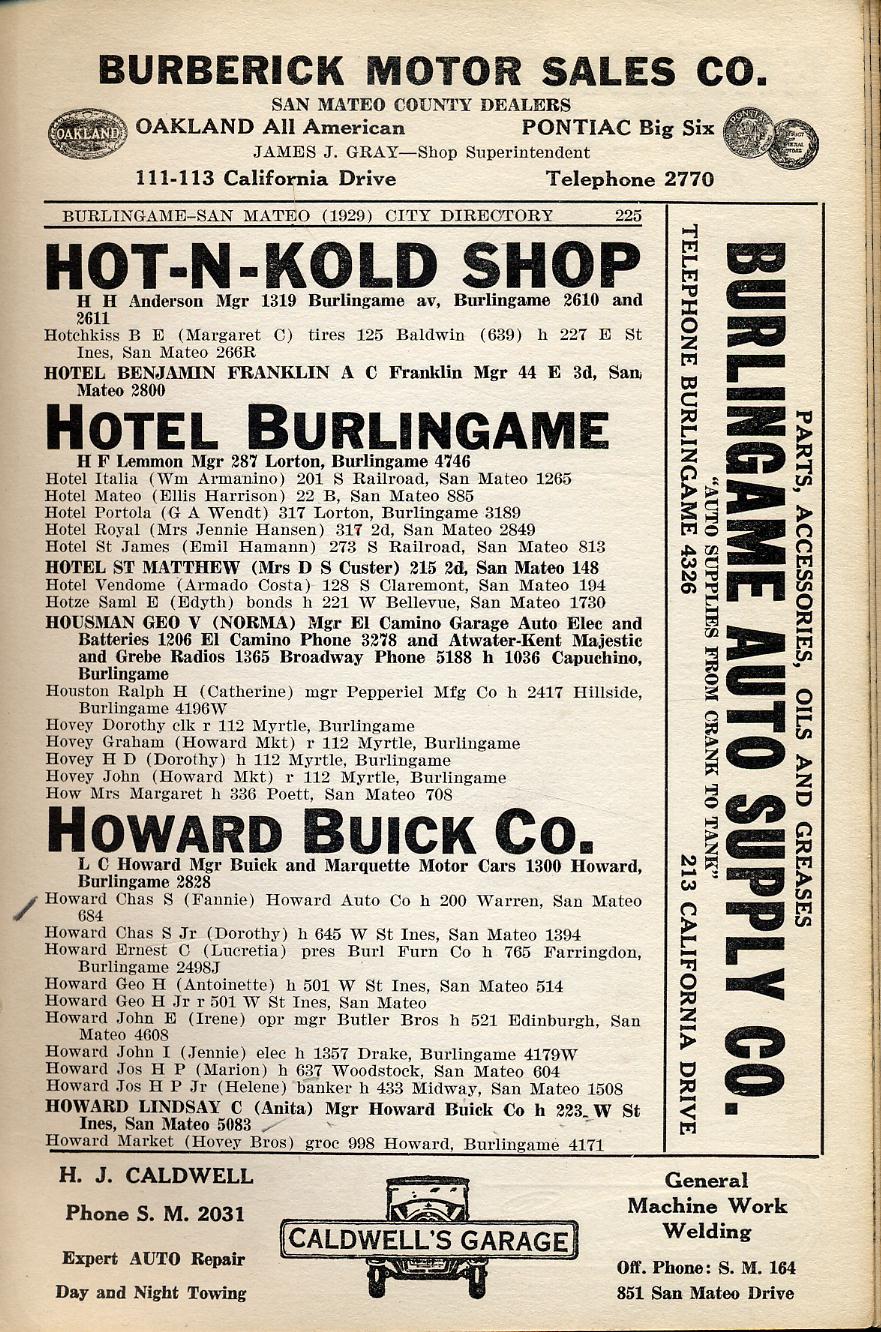 BURBERICK MOTOR SALES CO.
SAN MATEO COUNTY DEALERS
OAKLAND
OAKLAND All American PONTIAC Big Six
PONTIAC
JAMES J. GRAY—Shop Superintendent
111-113 California Drive Telephone 2770
BURLINGAME–SAN MATEO (1929) CITY DIRECTORY 225
HOT-N-KOLD SHOP
H H Anderson Mgr 1319 Burlingame av, Burlingame 2610 and
2611
Hotchkiss B E (Margaret C) tires 125 Baldwin (639) h 227 E St
Ines, San Mateo 266R
HOTEL BENJAMIN FRANKLIN A C Franklin Mgr 44 E 3d, San
Mateo 2800
HOTEL BURLINGAME
H F Lemmon Mgr 287 Lorton, Burlingame 4746
Hotel Italia (Wm Armanino) 201 S Railroad, San Mateo 1265
Hotel Mateo (Ellis Harrison) 22 B, San Mateo 885
Hotel Portola (G A Wendt) 317 Lorton, Burlingame 3189
Hotel Royal (Mrs Jennie Hansen) 317 2d, San Mateo 2849
Hotel St James (Emil Hamann) 273 S Railroad, San Mateo 813
HOTEL ST MATTHEW (Mrs D S Custer) 215 2d, San Mateo 148
Hotel Vendome (Armado Costa) 128 S Claremont, San Mateo 194
Hotze Saml E (Edyth) bonds h 221 W Bellevue, San Mateo 1730
HOUSMAN GEO V (NORMA) Mgr El Camino Garage Auto Elec and
Batteries 1206 El Camino Phone 3278 and Atwater-Kent Majestic
and Grebe Radios 1365 Broadway Phone 5188 h 1036 Capuchino,
Burlingame
Houston Ralph H (Catherine) mgr Pepperiel Mfg Co h 2417 Hillside,
Burlingame 4196W
Hovey Dorothy clk r 112 Myrtle, Burlingame
Hovey Graham (Howard Mkt) r 112 Myrtle, Burlingame
Hovey H D (Dorothy) h 112 Myrtle, Burlingame
Hovey John (Howard Mkt) r 112 Myrtle, Burlingame
How Mrs Margaret h 336 Poett, San Mateo 708
HOWARD BUICK CO.
L C Howard Mgr Buick and Marquette Motor Cars 1300 Howard,
Burlingame 2828
Howard Chas S (Fannie) Howard Auto Co h 200 Warren, San Mateo
684
Howard Chas S Jr (Dorothy) h 645 W St Ines, San Mateo 1394
Howard Ernest C (Lucretia) pres Burl Furn Co h 765 Farringdon,
Burlingame 2498J
Howard Geo H (Antoinette) h 501 W St Ines, San Mateo 514
Howard Geo H Jr r 501 W St Ines, San Mateo
Howard John E (Irene) opr mgr Butler Bros h 521 Edinburgh, San
Mateo 4608
Howard John I (Jennie) elec h 1357 Drake, Burlingame 4179W
Howard Jos H P (Marion) h 637 Woodstock, San Mateo 604
Howard Jos H P Jr (Helene) banker h 433 Midway, San Mateo 1508
HOWARD LINDSAY C (Anita) Mgr Howard Buick Co h 223 W St
Ines, San Mateo 5083
Howard Market (Hovey Bros) groc 998 Howard, Burlingame 4171
PARTS, ACCESSORIES, OILS AND GREASES
BURLINGAME AUTO SUPPLY CO.
"AUTO SUPPLIES FROM CRANK TO TANK"
TELEPHONE BURLINGAME 4326 213 CALIFORNIA DRIVE
H. J. CALDWELL
Phone S. M. 2031
Expert AUTO Repair
Day and Night Towing
CALDWELL'S GARAGE
General
Machine Work
Welding
Off. Phone: S. M. 164
851 San Mateo Drive